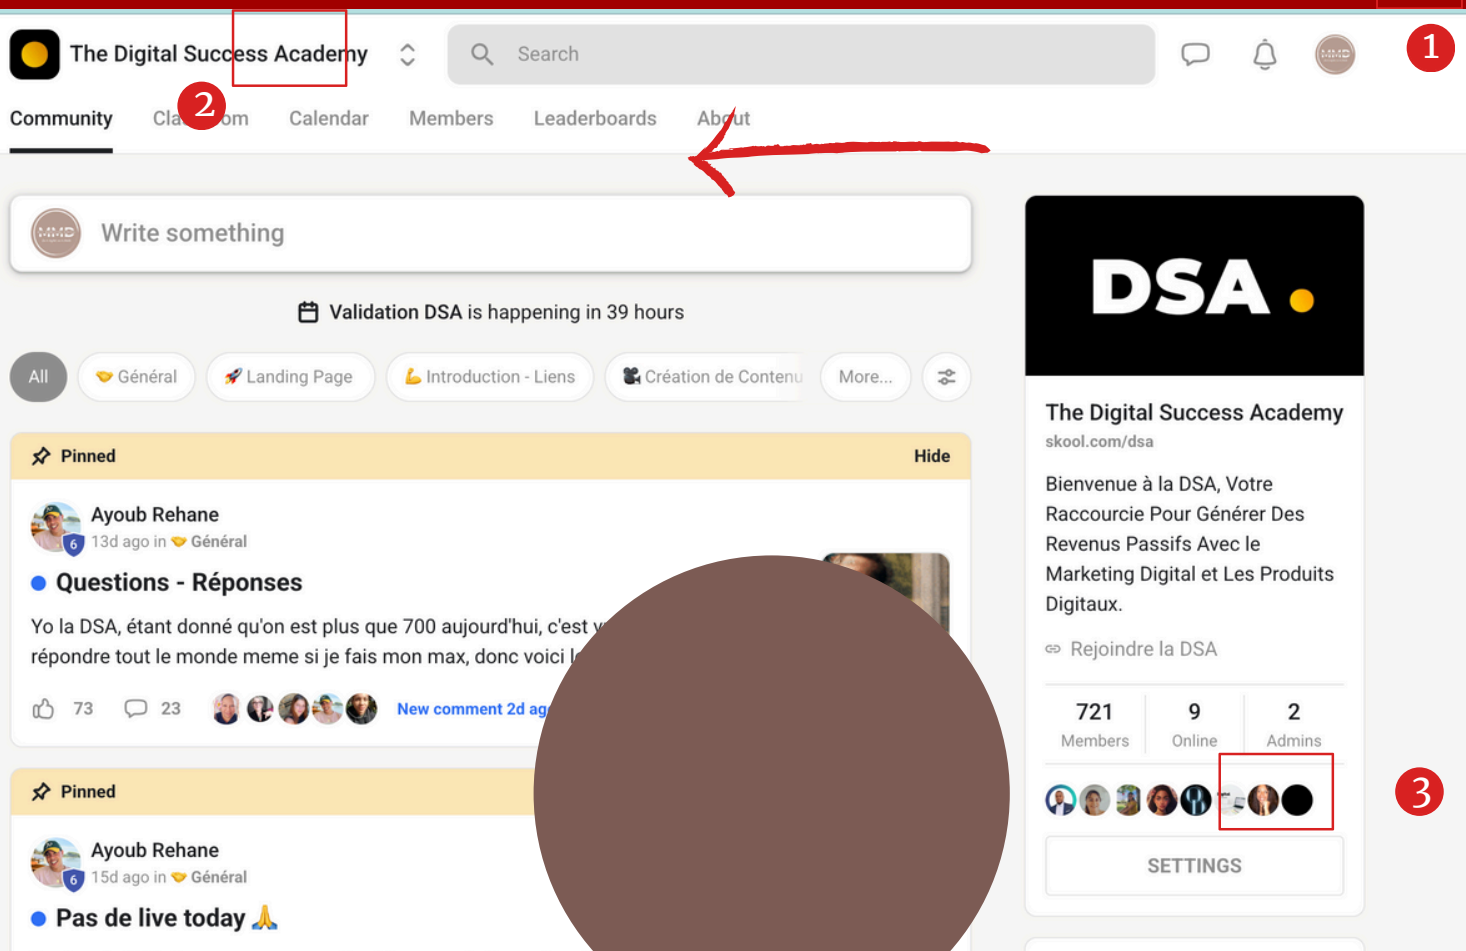 The Digital Success Academy
Search
1
2
Community
Calendar
Members
Leaderboards
About
MMD
Write something
Validation DSA is happening in 39 hours
All
Général
Landing Page
Introduction - Liens
Création de Contenu
More...
Pinned
Hide
Ayoub Rehane
6
13d ago in Général
Questions - Réponses
Yo la DSA, étant donné qu'on est plus que 700 aujourd'hui, c'est
répondre tout le monde meme si je fais mon max, donc voici
73
23
New comment 2d ago
Pinned
Ayoub Rehane
6
15d ago in Général
Pas de live today
DSA.
The Digital Success Academy
skool.com/dsa
Bienvenue à la DSA, Votre
Raccourcie Pour Générer Des
Revenus Passifs Avec le
Marketing Digital et Les Produits
Digitaux.
Rejoindre la DSA
721
Members
9
Online
2
Admins
3
SETTINGS